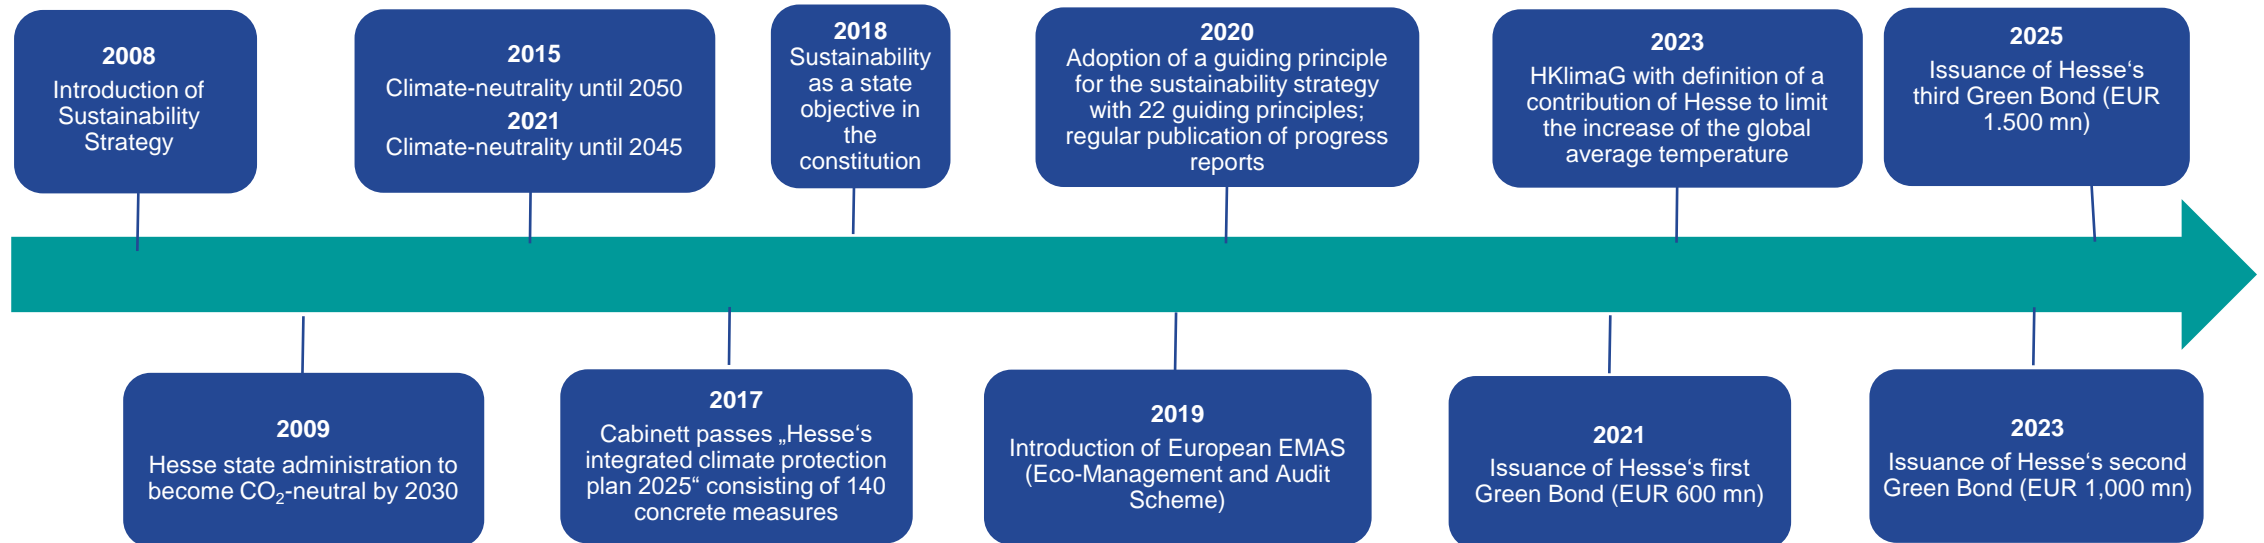 2008
Introduction of
Sustainability
Strategy
2015
Climate-neutrality until 2050
2021
Climate-neutrality until 2045
2018
Sustainability
as a state
objective in
the
constitution
2020
Adoption of a guiding principle
for the sustainability strategy
with 22 guiding principles;
regular publication of progress
reports
2023
HKlimaG with definition of a
contribution of Hesse to limit
the increase of the global
average temperature
2025
Issuance of Hesse‘s
third Green Bond (EUR
1.500 mn)
2009
Hesse state administration to
become CO₂-neutral by 2030
2017
Cabinett passes „Hesse‘s
integrated climate protection
plan 2025“ consisting of 140
concrete measures
2019
Introduction of European EMAS
(Eco-Management and Audit
Scheme)
2021
Issuance of Hesse‘s first
Green Bond (EUR 600 mn)
2023
Issuance of Hesse‘s second
Green Bond (EUR 1,000 mn)